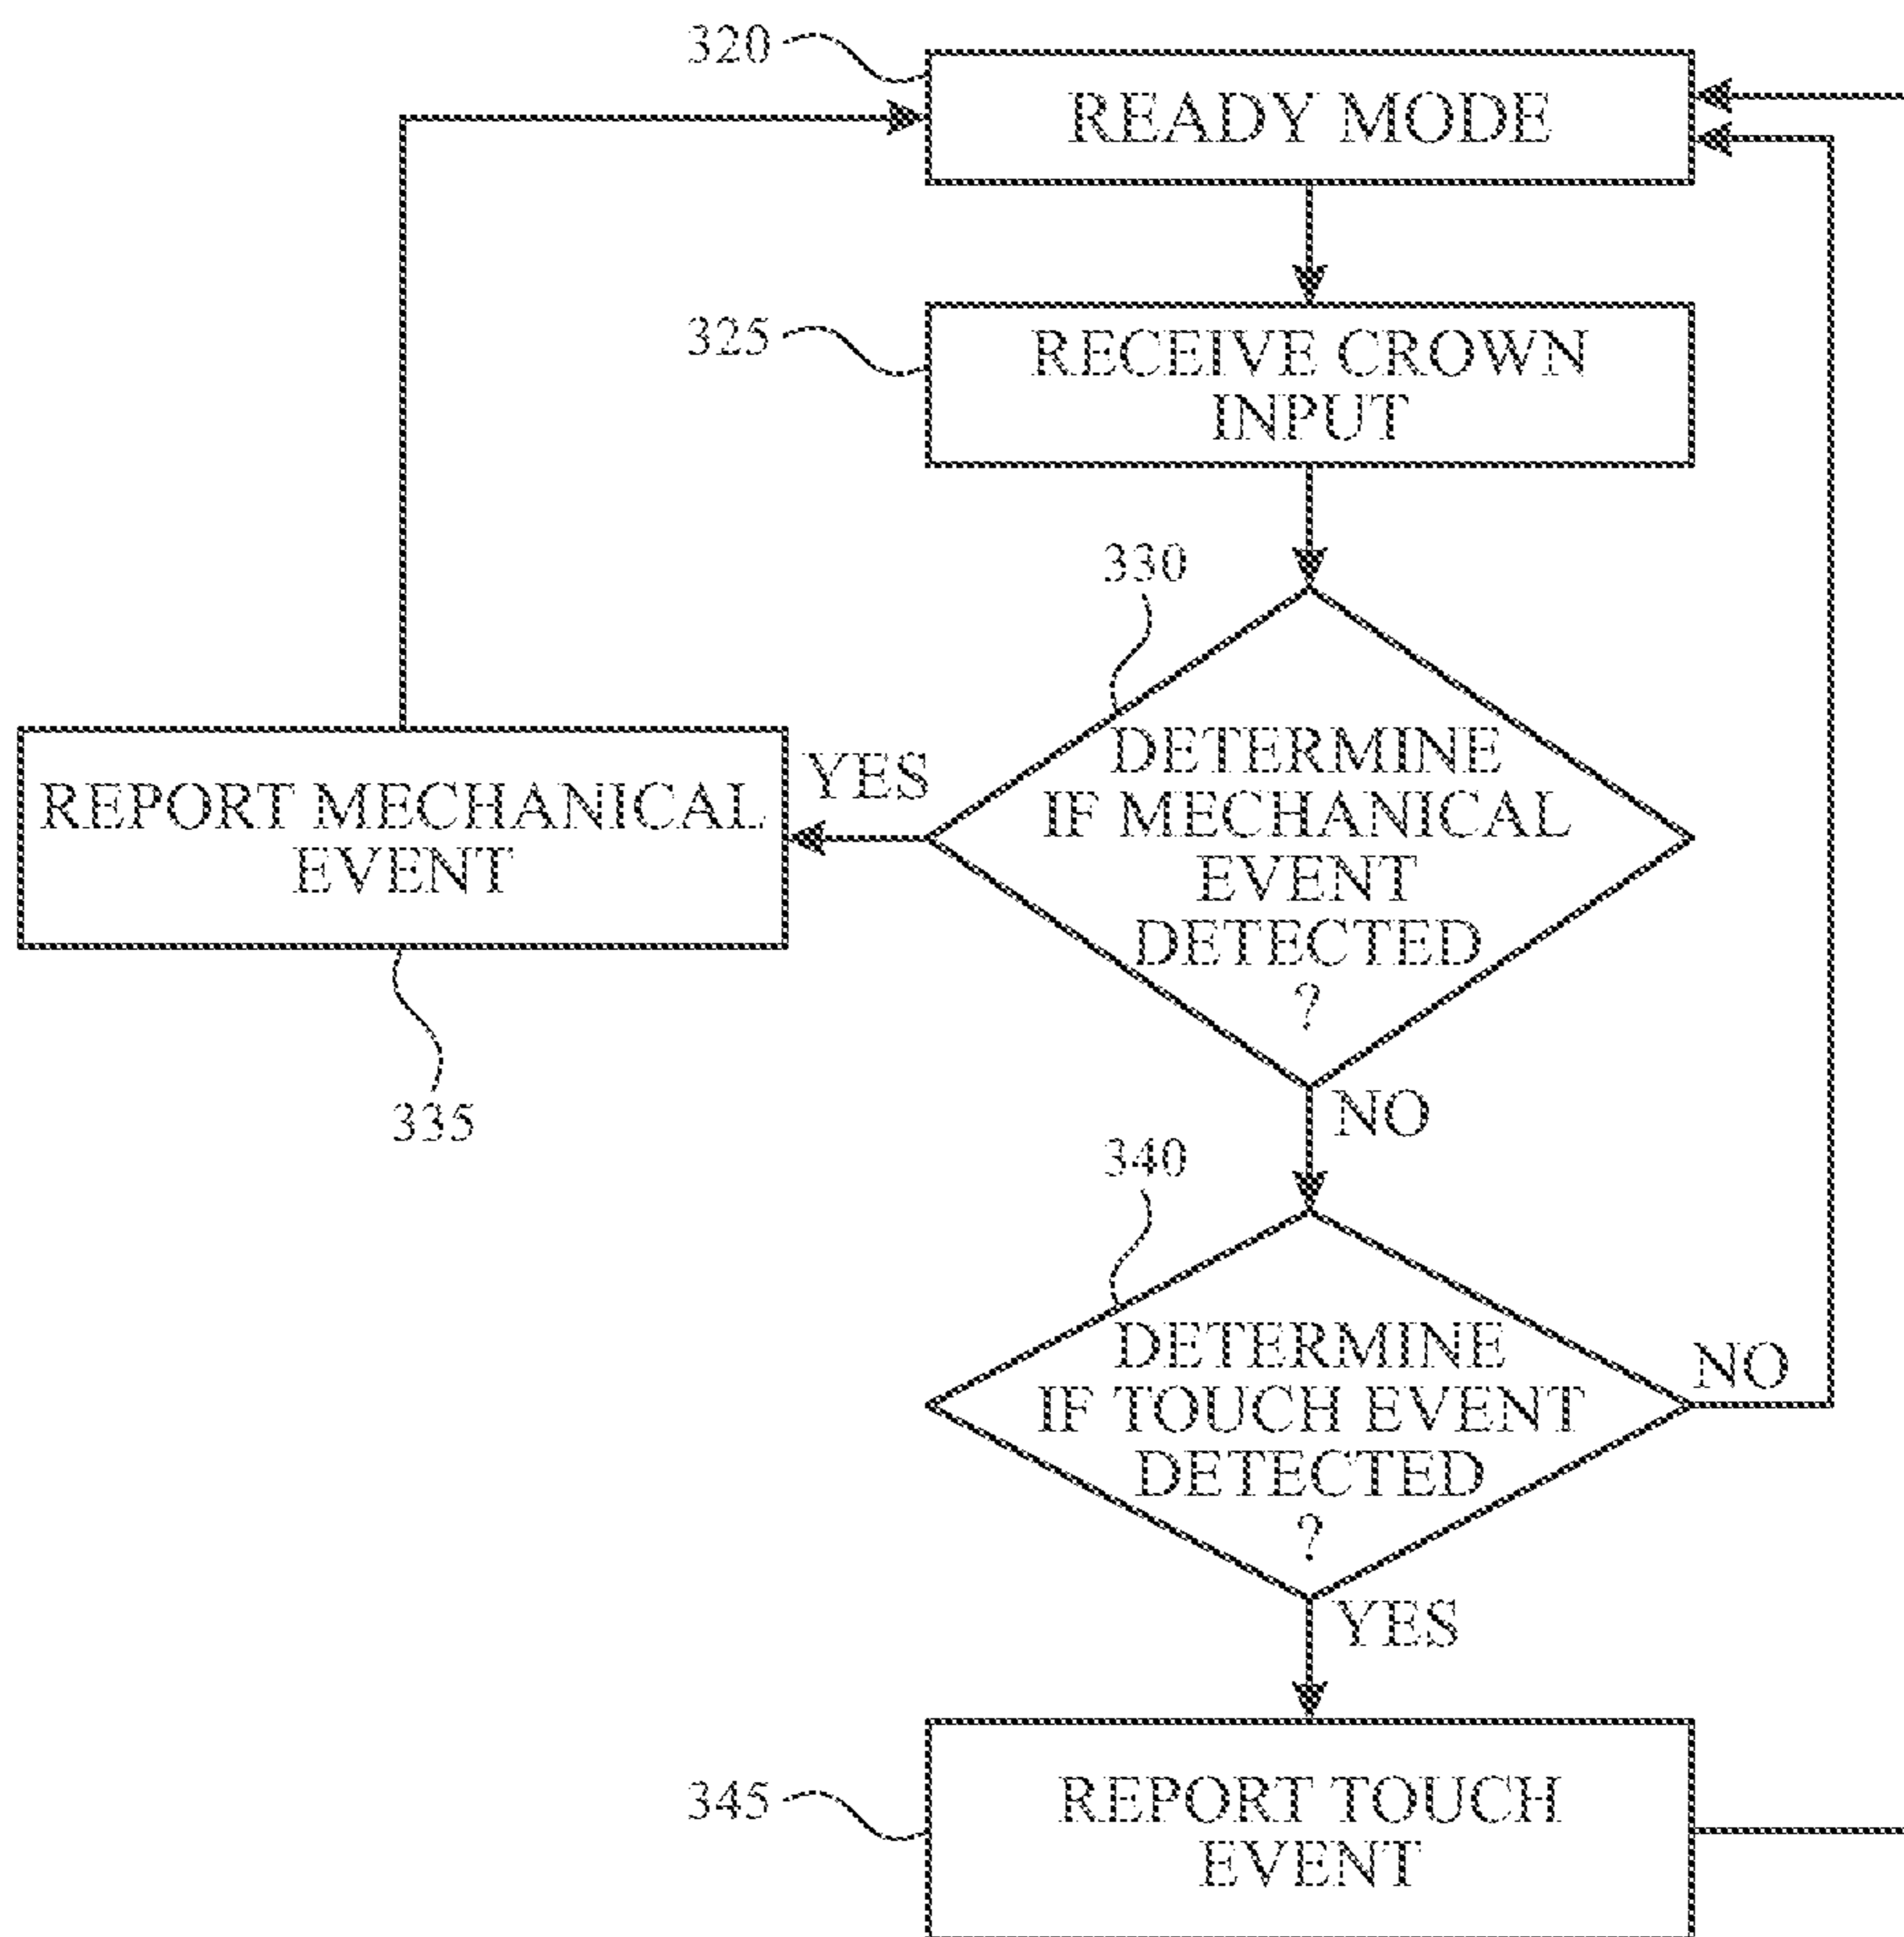 320
READY MODE
325
RECEIVE CROWN
INPUT
330
DETERMINE
IF MECHANICAL
EVENT
DETECTED
?
YES
REPORT MECHANICAL
EVENT
335
NO
340
DETERMINE
IF TOUCH EVENT
DETECTED
?
NO
YES
345
REPORT TOUCH
EVENT